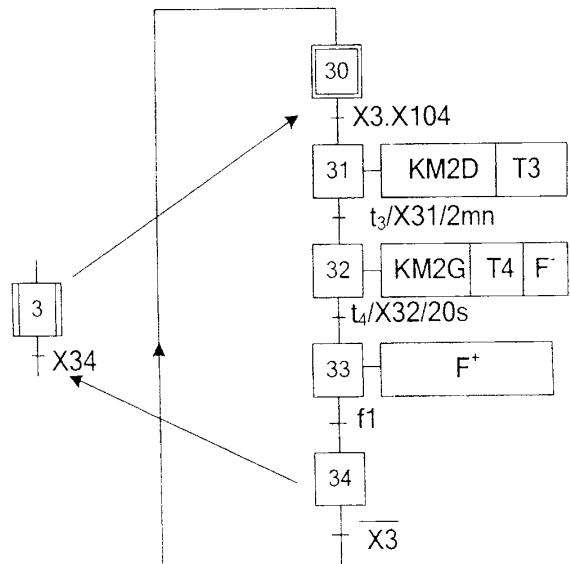 30
X3.X104
31 KM2D T3
t₃/X31/2mn
32 KM2G T4 F⁻
t₄/X32/20s
3
X34
33 F⁺
f1
34
X̅3̅